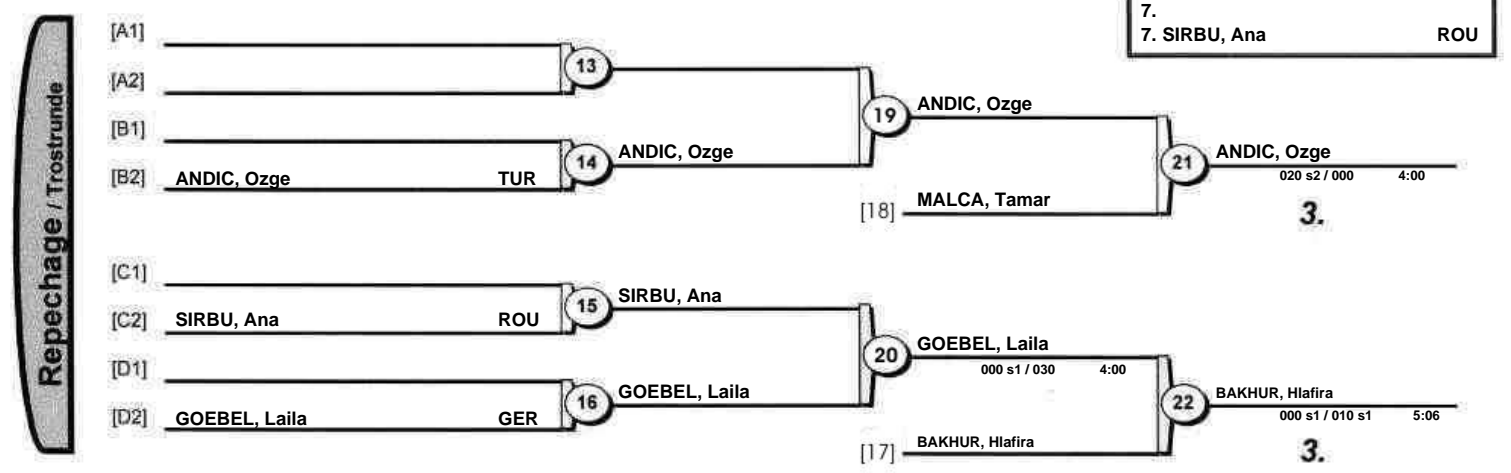 7.
7. SIRBU, Ana ROU
Repechage / Trostrunde
[A1]
[A2]
13
[B1]
[B2] ANDIC, Ozge TUR
14
ANDIC, Ozge
19
ANDIC, Ozge
[18] MALCA, Tamar
21
ANDIC, Ozge
020 s2 / 000 4:00
3.
[C1]
[C2] SIRBU, Ana ROU
15
SIRBU, Ana
[D1]
[D2] GOEBEL, Laila GER
16
GOEBEL, Laila
20
GOEBEL, Laila
000 s1 / 030 4:00
[17] BAKHUR, Hlafira
22
BAKHUR, Hlafira
000 s1 / 010 s1 5:06
3.